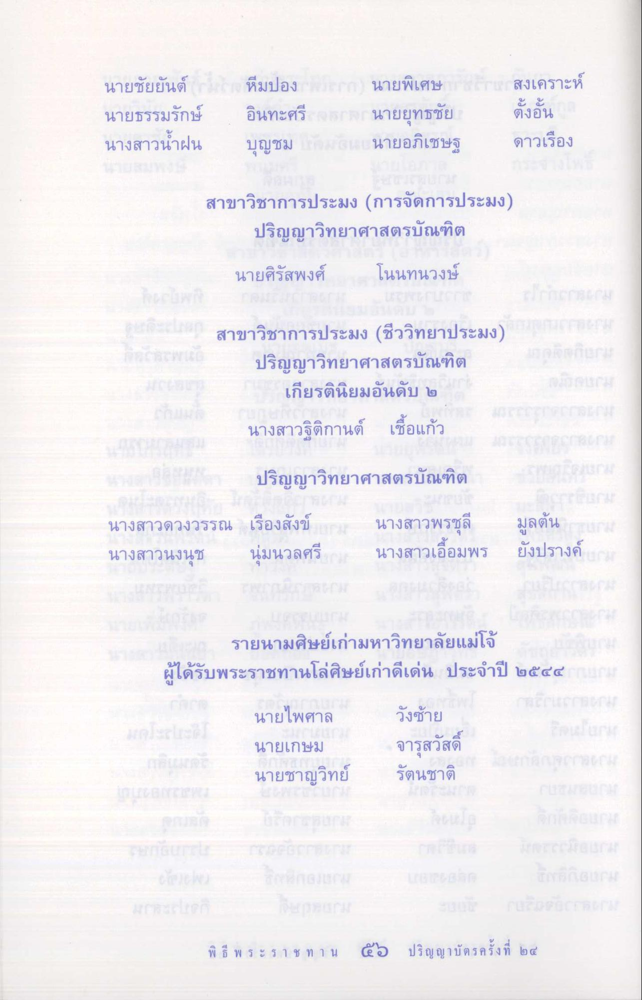 นายชัยยันต์ หีมปอง นายพิเศษ สงเคราะห์
นายธรรมรักษ์ อินทะศรี นายยุทธชัย ตั้งอั้น
นางสาวน้ำฝน บุญชม นายอภิเชษฐ ดาวเรือง
สาขาวิชาการประมง (การจัดการประมง)
ปริญญาวิทยาศาสตรบัณฑิต
นายศิรัสพงศ์ โนนทนวงษ์
สาขาวิชาการประมง (ชีววิทยาประมง)
ปริญญาวิทยาศาสตรบัณฑิต
เกียรตินิยมอันดับ ๒
นางสาวฐิติกานต์ เชื้อแก้ว
ปริญญาวิทยาศาสตรบัณฑิต
นางสาวดวงวรรณ เรืองสังข์ นางสาวพรชุลี มูลต้น
นางสาวนงนุช นุ่มนวลศรี นางสาวเอื้อมพร ยังปรางค์
รายนามศิษย์เก่ามหาวิทยาลัยแม่โจ้
ผู้ได้รับพระราชทานโล่ศิษย์เก่าดีเด่น ประจำปี ๒๕๔๔
นายไพศาล วังซ้าย
นายเกษม จารุสวัสดิ์
นายชาญวิทย์ รัตนชาติ
พิธีพระราชทาน ๕๖ ปริญญาบัตรครั้งที่ ๒๔